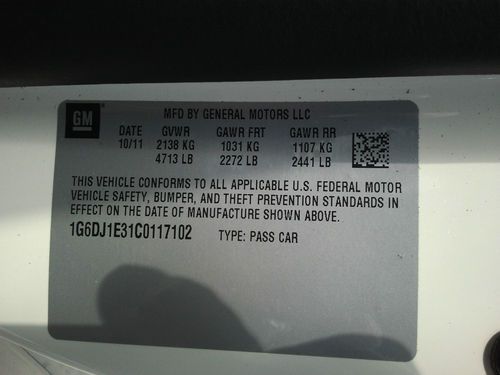 GM
MFD BY GENERAL MOTORS LLC
DATE GVWR GAWR FRT GAWR RR
10/11 2138 KG 1031 KG 1107 KG
4713 LB 2272 LB 2441 LB
THIS VEHICLE CONFORMS TO ALL APPLICABLE U.S. FEDERAL MOTOR
VEHICLE SAFETY, BUMPER, AND THEFT PREVENTION STANDARDS IN
EFFECT ON THE DATE OF MANUFACTURE SHOWN ABOVE.
1G6DJ1E31C0117102 TYPE: PASS CAR